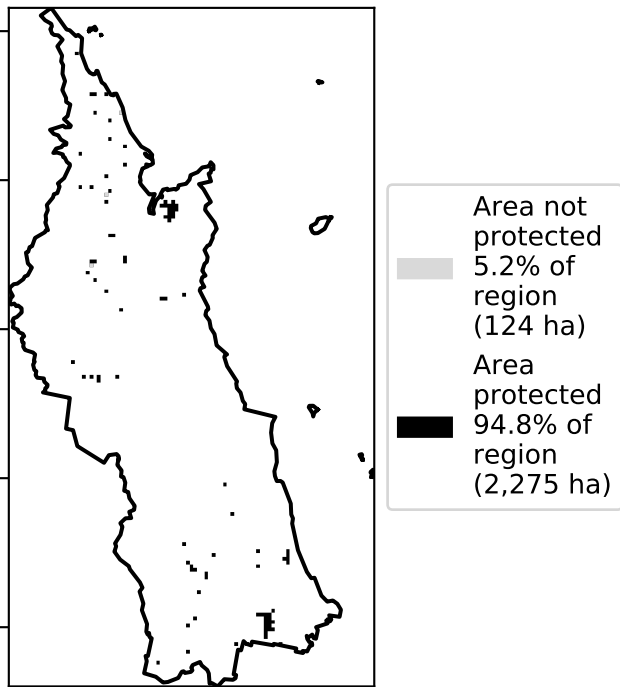 Area not
protected
5.2% of
region
(124 ha)
Area
protected
94.8% of
region
(2,275 ha)